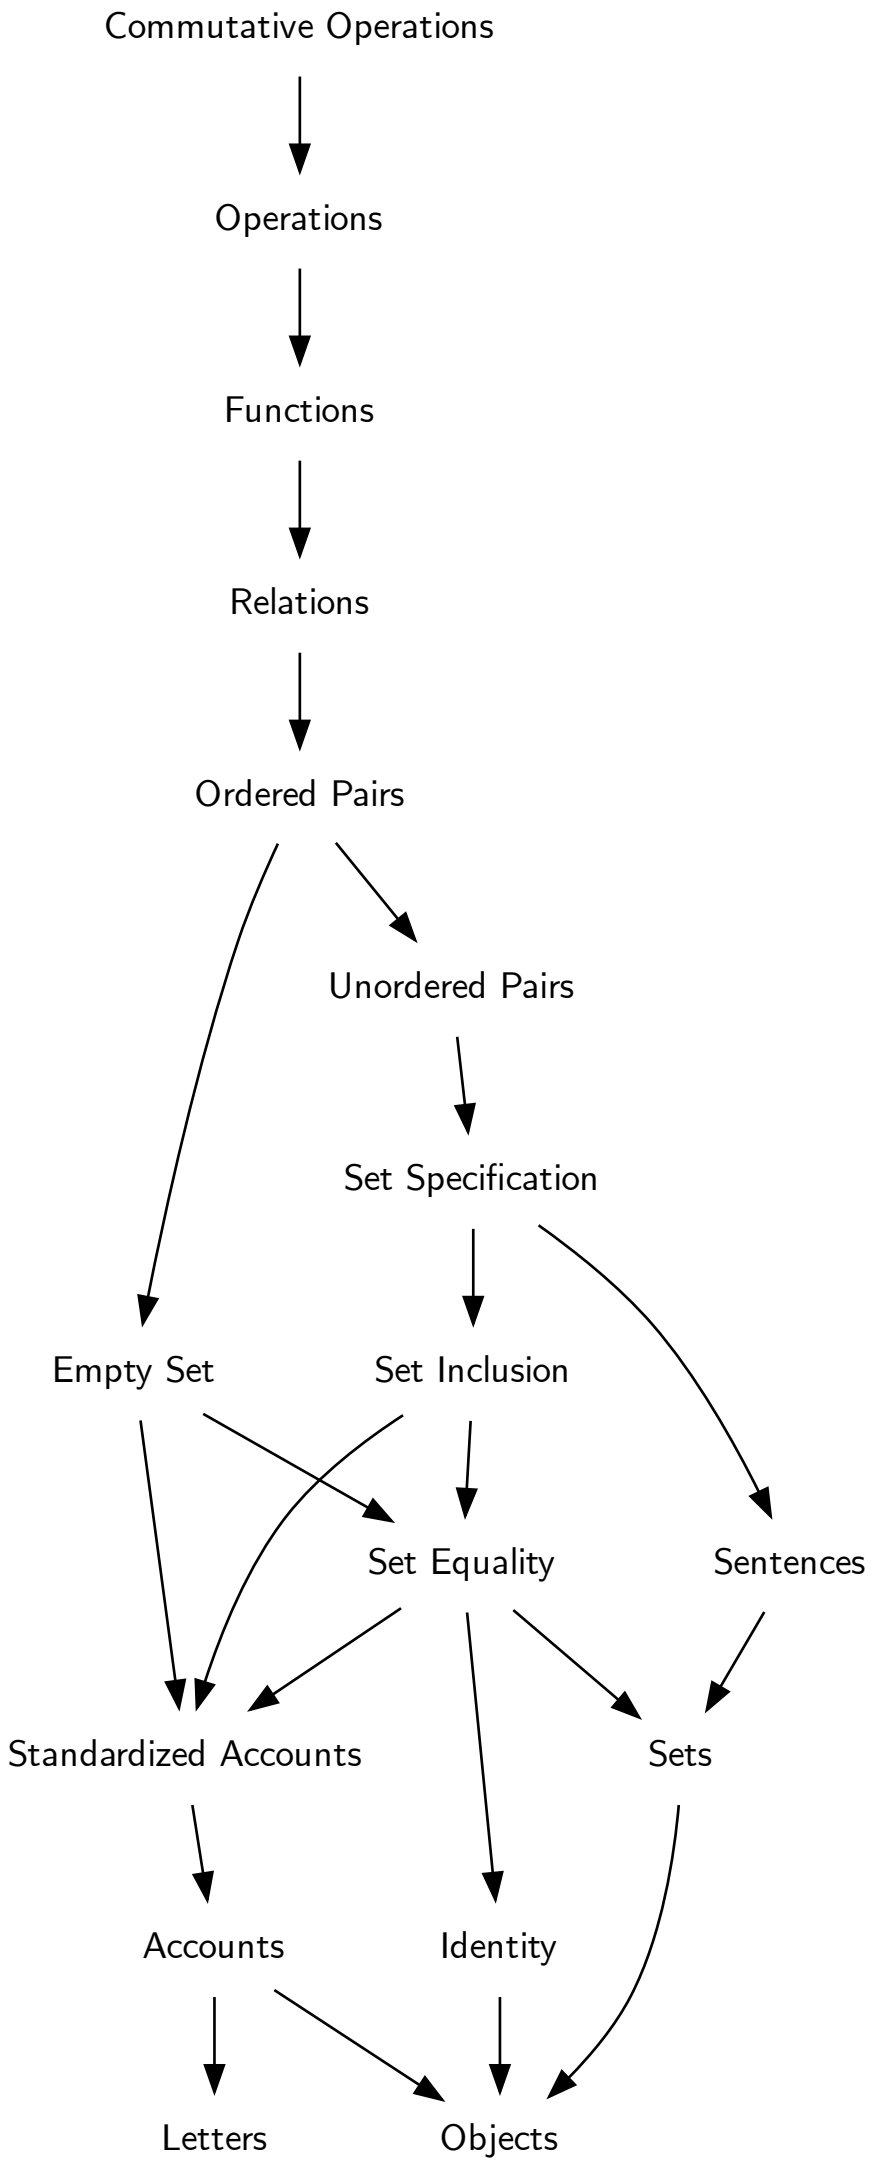 Commutative Operations
Operations
Functions
Relations
Ordered Pairs
Unordered Pairs
Set Specification
Empty Set
Set Inclusion
Set Equality
Sentences
Standardized Accounts
Sets
Accounts
Identity
Letters
Objects